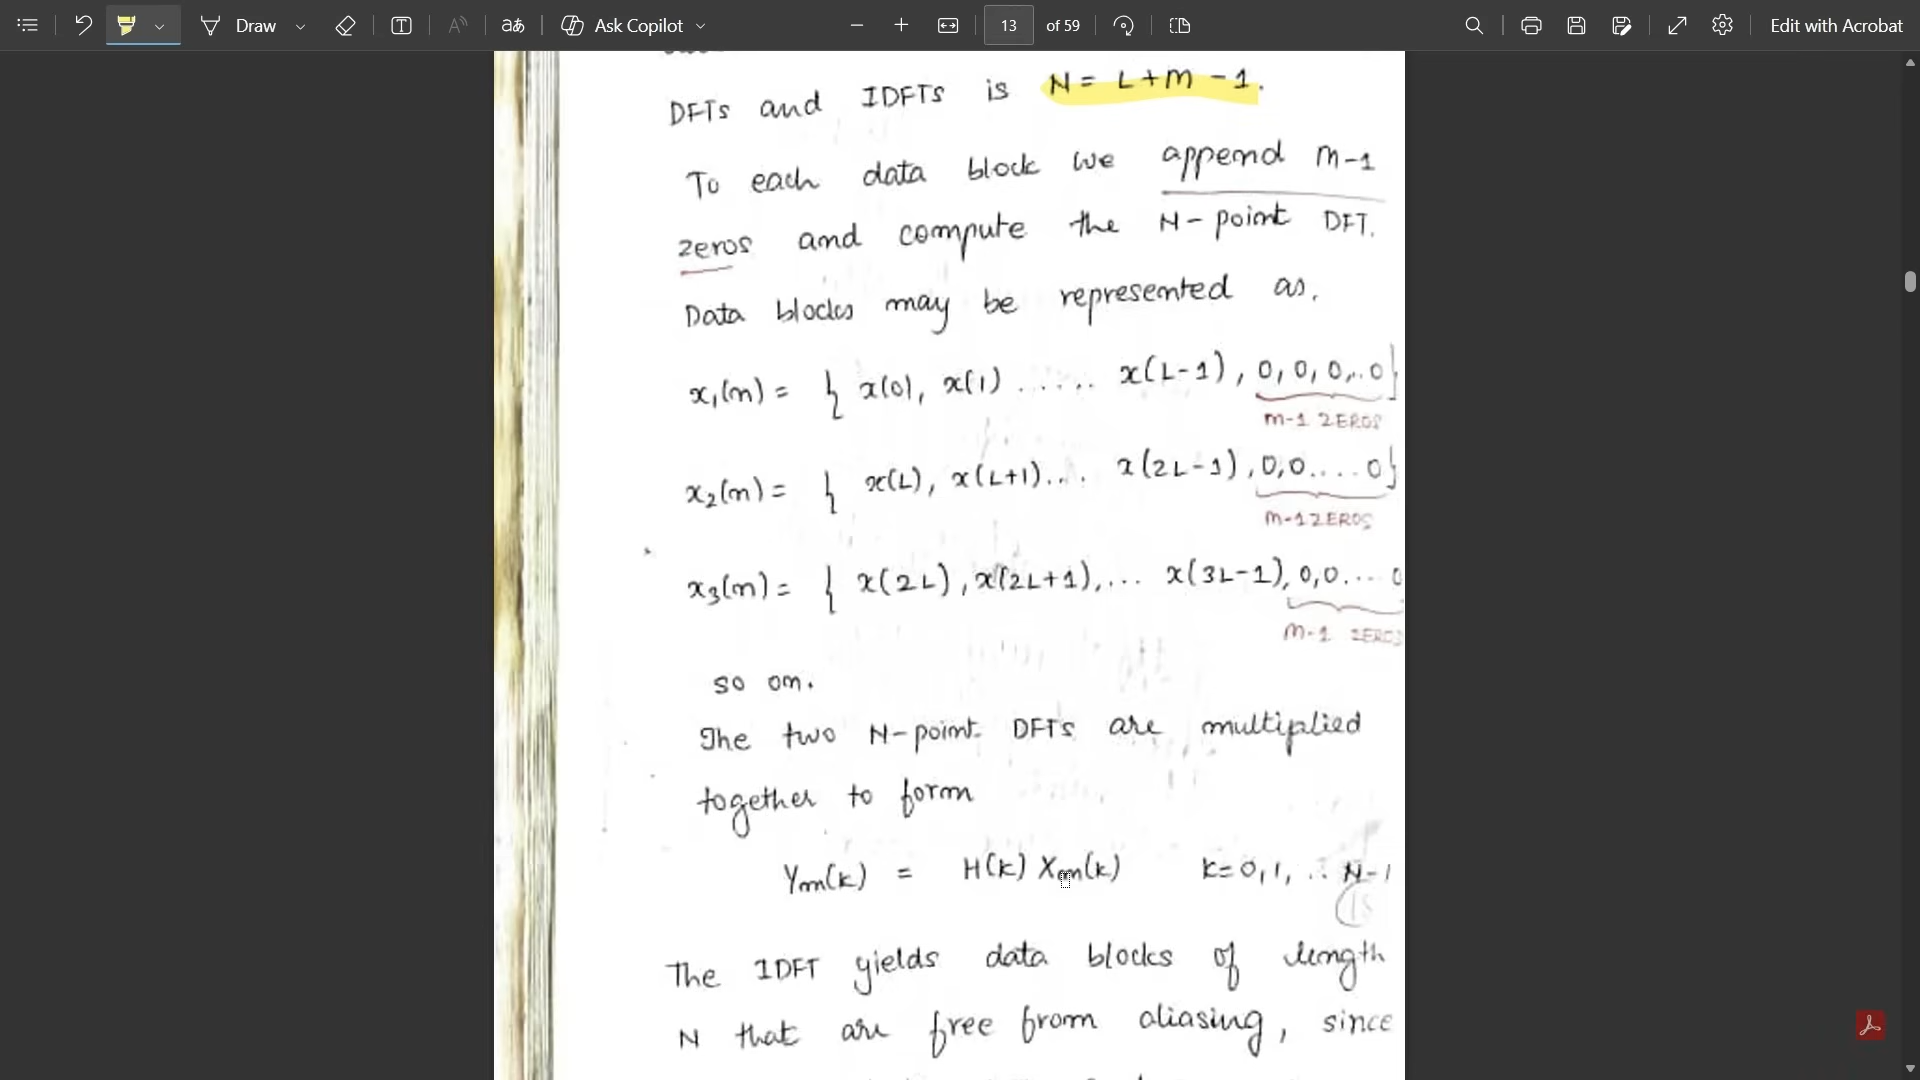 Draw
Ask Copilot
13 of 59
Edit with Acrobat
DFTs and IDFTs is N = L+m-1.
To each data block we append m-1
zeros and compute the N-point DFT.
Data blocks may be represented as.
x₁(n) = { x(0), x(1) ...... x(L-1), 0, 0, 0,..0}
m-1 ZEROS
x₂(n) = { x(L), x(L+1)... x(2L-1), 0,0....0}
m-1 ZEROS
x₃(n) = { x(2L), x(2L+1),... x(3L-1), 0,0....0
m-1 ZEROS
so on.
The two N-point DFTs are multiplied
together to form
Ym(k) = H(k) Xm(k) k=0,1, ... N-1
The IDFT yields data blocks of length
N that are free from aliasing, since